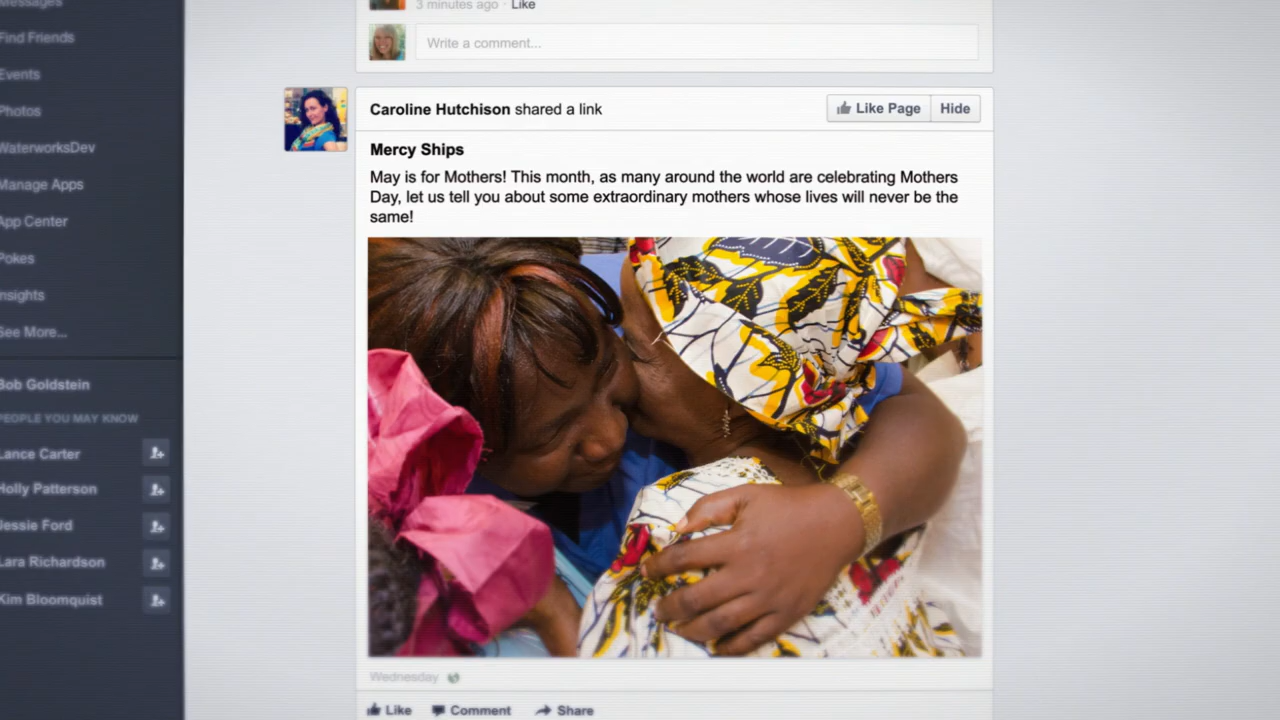 Messages
Find Friends
Events
Photos
WaterworksDev
Manage Apps
App Center
Pokes
Insights
See More...
Bob Goldstein
PEOPLE YOU MAY KNOW
Lance Carter
Holly Patterson
Jessie Ford
Lara Richardson
Kim Bloomquist
3 minutes ago · Like
Write a comment...
Caroline Hutchison shared a link
Like Page Hide
Mercy Ships
May is for Mothers! This month, as many around the world are celebrating Mothers
Day, let us tell you about some extraordinary mothers whose lives will never be the
same!
Wednesday
Like Comment Share